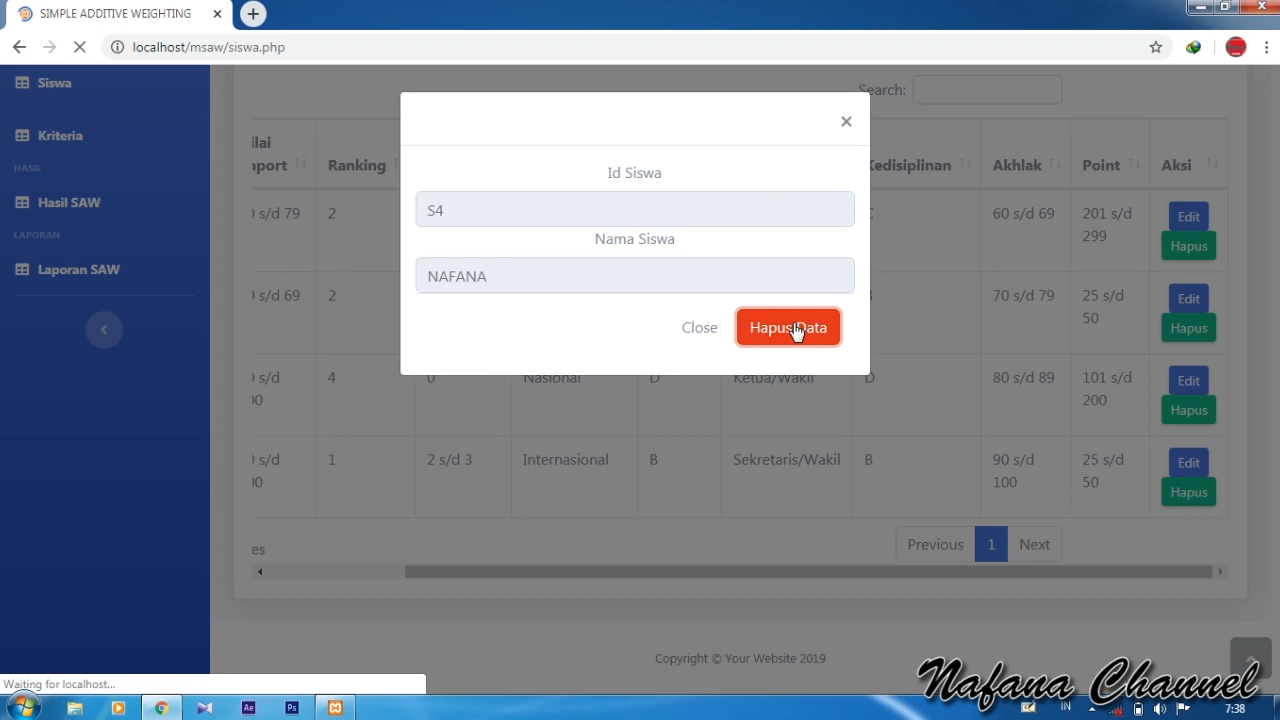 SIMPLE ADDITIVE WEIGHTING
localhost/msaw/siswa.php
Siswa
Kriteria
HASIL
Hasil SAW
LAPORAN
Laporan SAW
Search:
Ranking
Kedisiplinan
Akhlak
Point
Aksi
×
Id Siswa
S4
Nama Siswa
NAFANA
Close
Hapus Data
s/d 79
2
60 s/d 69
201 s/d
299
Edit
Hapus
s/d 69
2
70 s/d 79
25 s/d
50
Edit
Hapus
s/d
4
0
Nasional
D
Ketua/Wakil
D
80 s/d 89
101 s/d
200
Edit
Hapus
s/d
1
2 s/d 3
Internasional
B
Sekretaris/Wakil
B
90 s/d
100
25 s/d
50
Edit
Hapus
Previous
1
Next
Copyright © Your Website 2019
Waiting for localhost...
Nafana Channel
Ae
Ps
IN
7:38